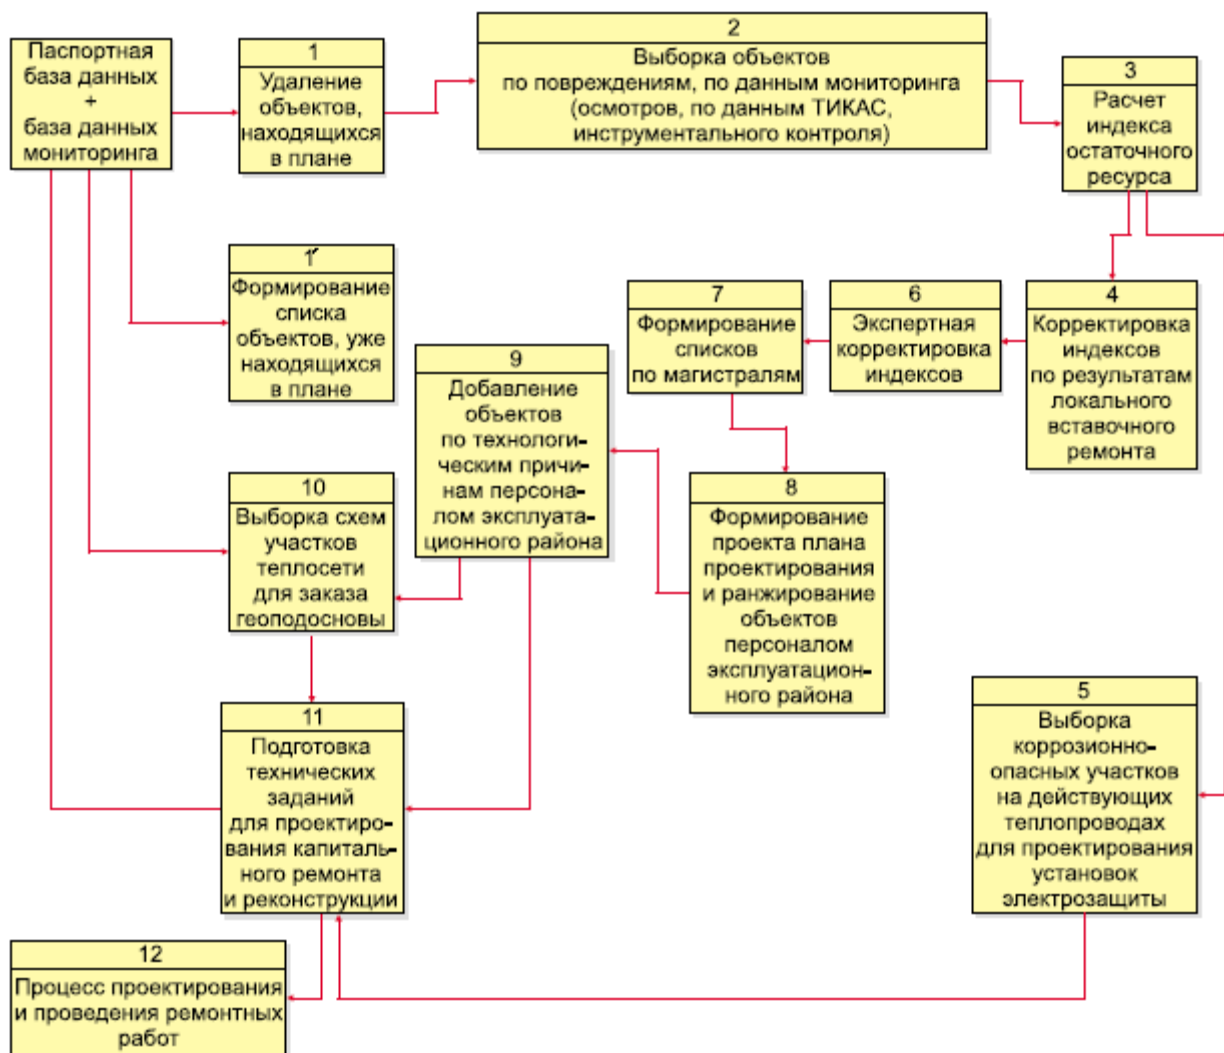 Паспортная
база данных
+
база данных
мониторинга
1
Удаление
объектов,
находящихся
в плане
2
Выборка объектов
по повреждениям, по данным мониторинга
(осмотров, по данным ТИКАС,
инструментального контроля)
3
Расчет
индекса
остаточного
ресурса
1'
Формирование
списка
объектов, уже
находящихся
в плане
9
Добавление
объектов
по технологи-
ческим причи-
нам персона-
лом эксплуата-
ционного района
7
Формирование
списков
по магистралям
6
Экспертная
корректировка
индексов
4
Корректировка
индексов
по результатам
локального
вставочного
ремонта
10
Выборка схем
участков
теплосети
для заказа
геоподосновы
8
Формирование
проекта плана
проектирования
и ранжирование
объектов
персоналом
эксплуатацион-
ного района
11
Подготовка
технических
заданий
для проектиро-
вания капиталь-
ного ремонта
и реконструкции
5
Выборка
коррозионно-
опасных участков
на действующих
теплопроводах
для проектирования
установок
электрозащиты
12
Процесс проектирования
и проведения ремонтных
работ